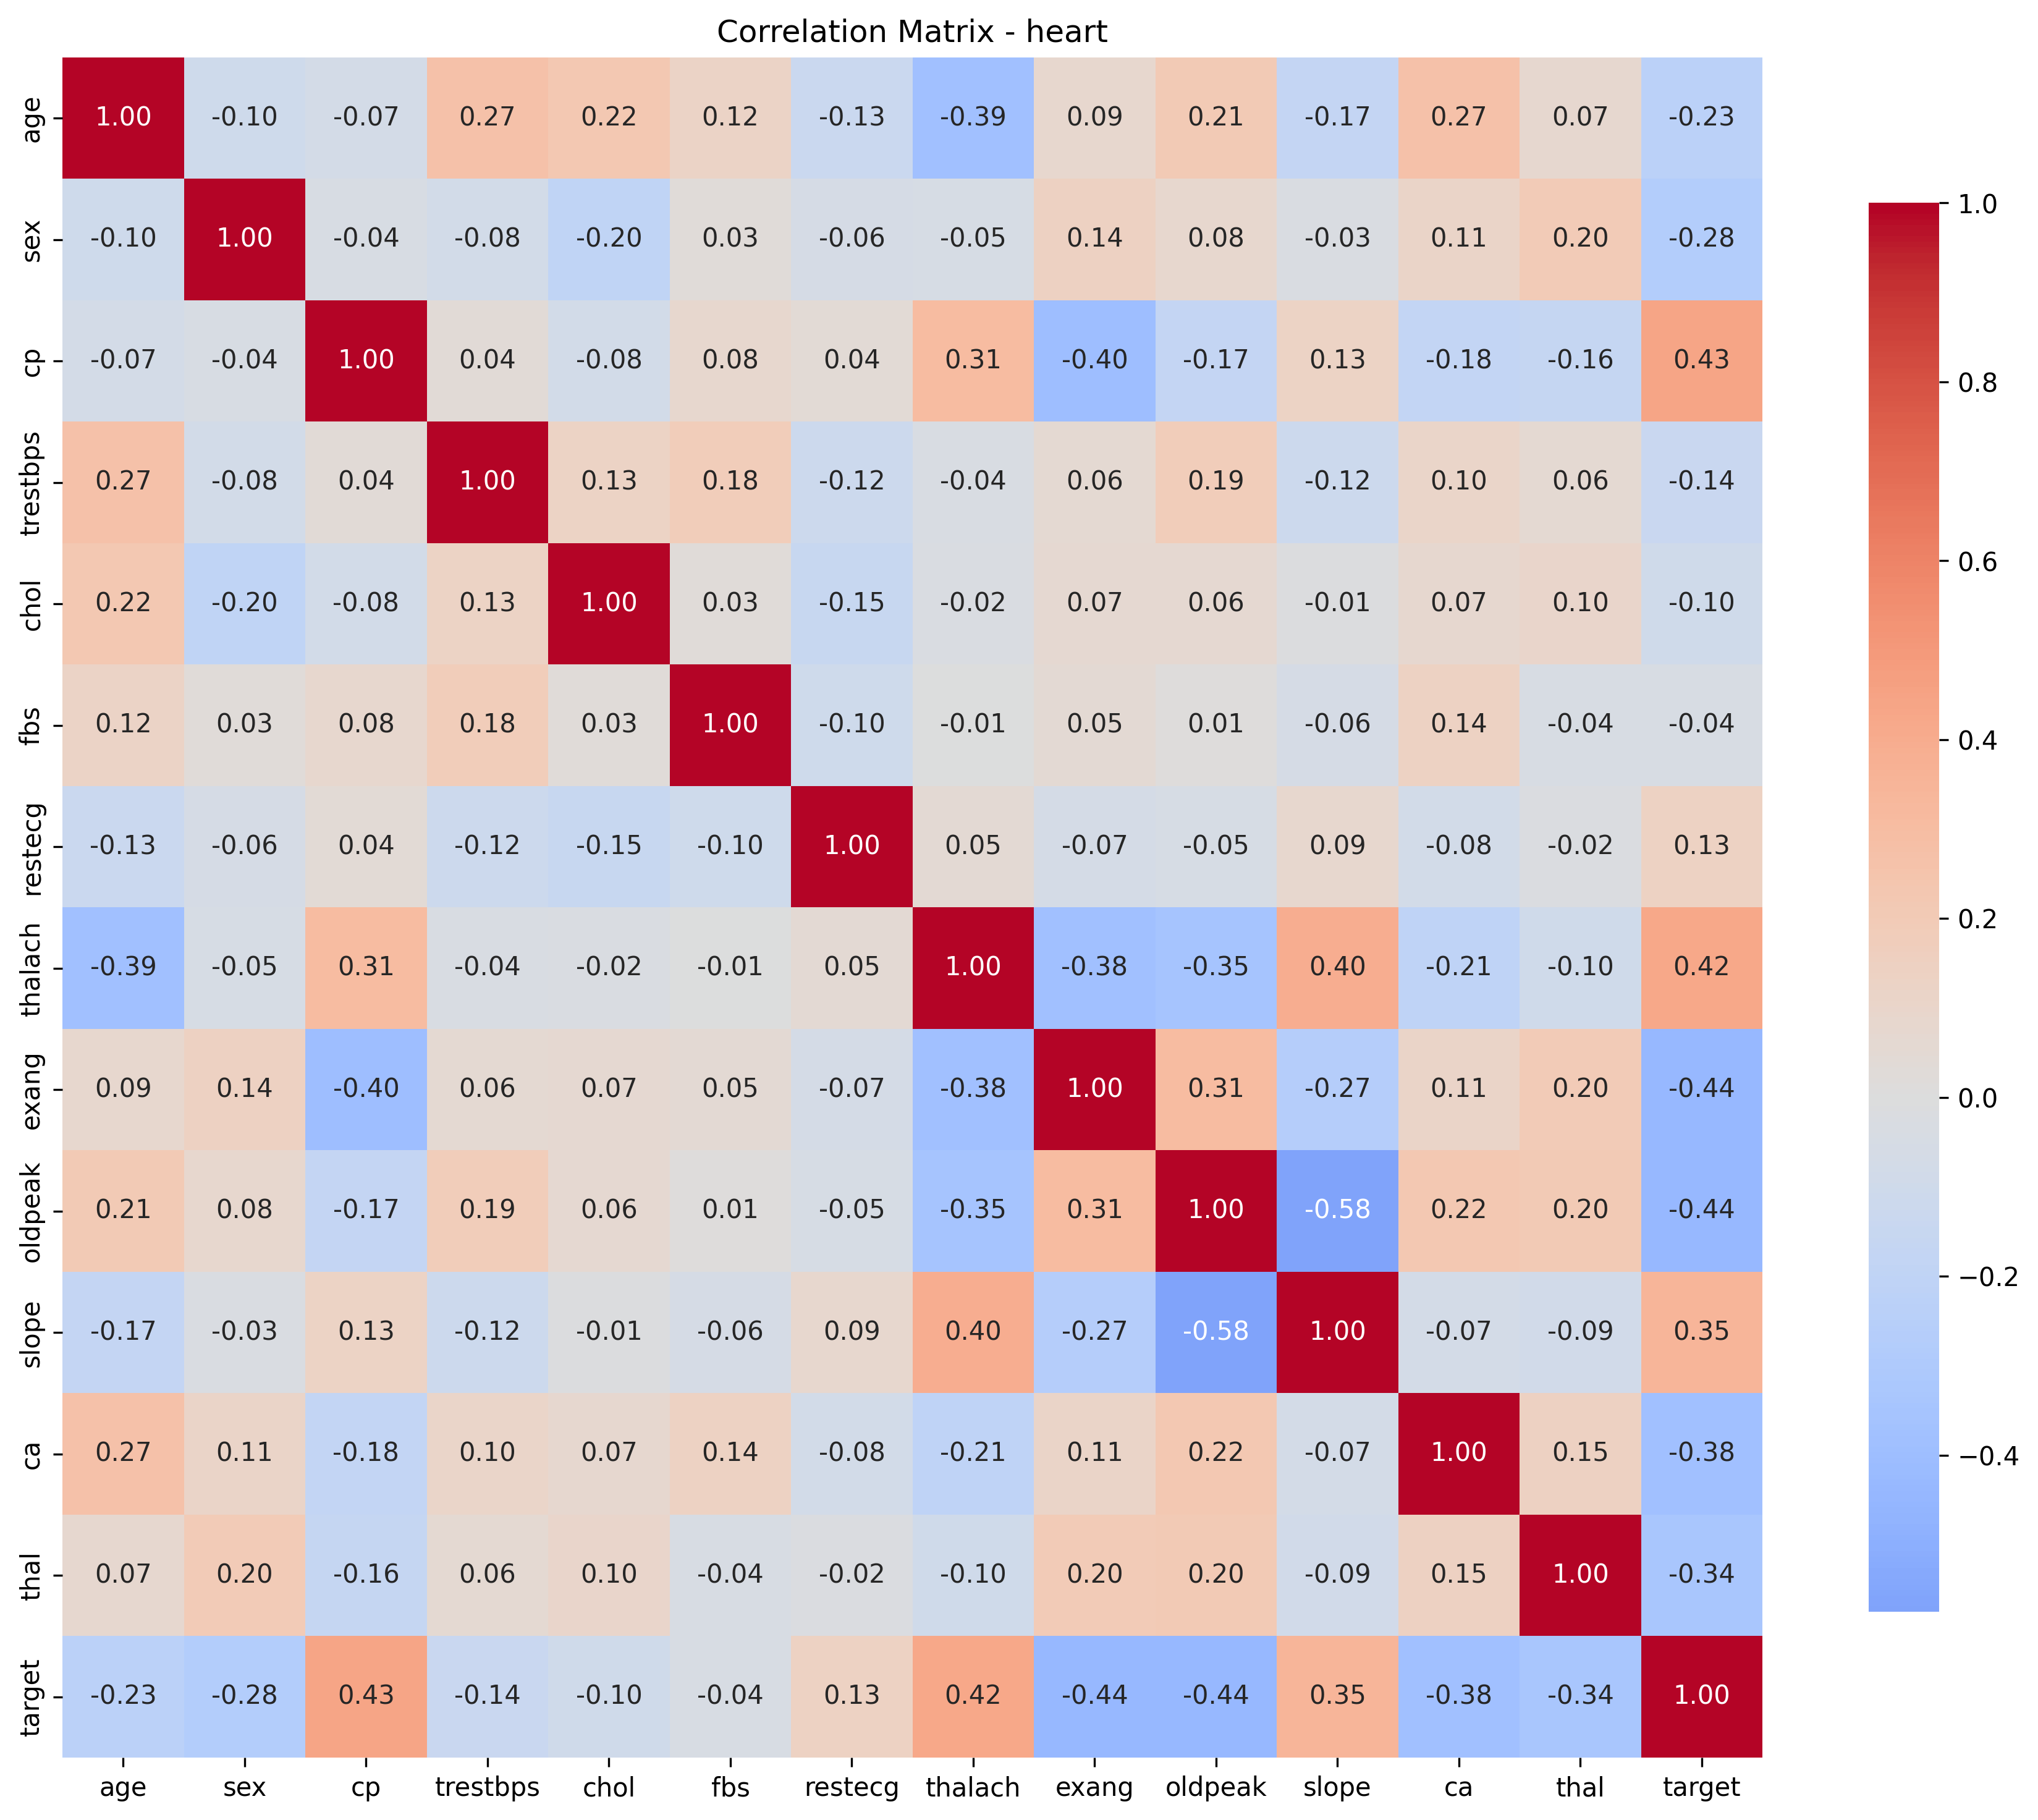 Correlation Matrix - heart
age 1.00 -0.10 -0.07 0.27 0.22 0.12 -0.13 -0.39 0.09 0.21 -0.17 0.27 0.07 -0.23
sex -0.10 1.00 -0.04 -0.08 -0.20 0.03 -0.06 -0.05 0.14 0.08 -0.03 0.11 0.20 -0.28
cp -0.07 -0.04 1.00 0.04 -0.08 0.08 0.04 0.31 -0.40 -0.17 0.13 -0.18 -0.16 0.43
trestbps 0.27 -0.08 0.04 1.00 0.13 0.18 -0.12 -0.04 0.06 0.19 -0.12 0.10 0.06 -0.14
chol 0.22 -0.20 -0.08 0.13 1.00 0.03 -0.15 -0.02 0.07 0.06 -0.01 0.07 0.10 -0.10
fbs 0.12 0.03 0.08 0.18 0.03 1.00 -0.10 -0.01 0.05 0.01 -0.06 0.14 -0.04 -0.04
restecg -0.13 -0.06 0.04 -0.12 -0.15 -0.10 1.00 0.05 -0.07 -0.05 0.09 -0.08 -0.02 0.13
thalach -0.39 -0.05 0.31 -0.04 -0.02 -0.01 0.05 1.00 -0.38 -0.35 0.40 -0.21 -0.10 0.42
exang 0.09 0.14 -0.40 0.06 0.07 0.05 -0.07 -0.38 1.00 0.31 -0.27 0.11 0.20 -0.44
oldpeak 0.21 0.08 -0.17 0.19 0.06 0.01 -0.05 -0.35 0.31 1.00 -0.58 0.22 0.20 -0.44
slope -0.17 -0.03 0.13 -0.12 -0.01 -0.06 0.09 0.40 -0.27 -0.58 1.00 -0.07 -0.09 0.35
ca 0.27 0.11 -0.18 0.10 0.07 0.14 -0.08 -0.21 0.11 0.22 -0.07 1.00 0.15 -0.38
thal 0.07 0.20 -0.16 0.06 0.10 -0.04 -0.02 -0.10 0.20 0.20 -0.09 0.15 1.00 -0.34
target -0.23 -0.28 0.43 -0.14 -0.10 -0.04 0.13 0.42 -0.44 -0.44 0.35 -0.38 -0.34 1.00
age sex cp trestbps chol fbs restecg thalach exang oldpeak slope ca thal target
1.0
0.8
0.6
0.4
0.2
0.0
−0.2
−0.4